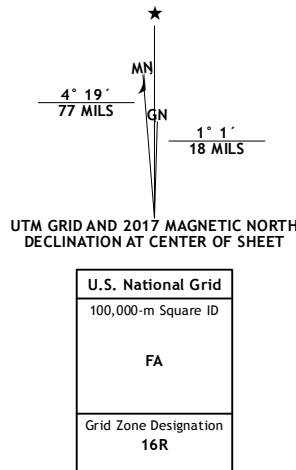 ★
MN
4° 19´
77 MILS
GN
1° 1´
18 MILS
UTM GRID AND 2017 MAGNETIC NORTH
DECLINATION AT CENTER OF SHEET
U.S. National Grid
100,000-m Square ID
FA
Grid Zone Designation
16R